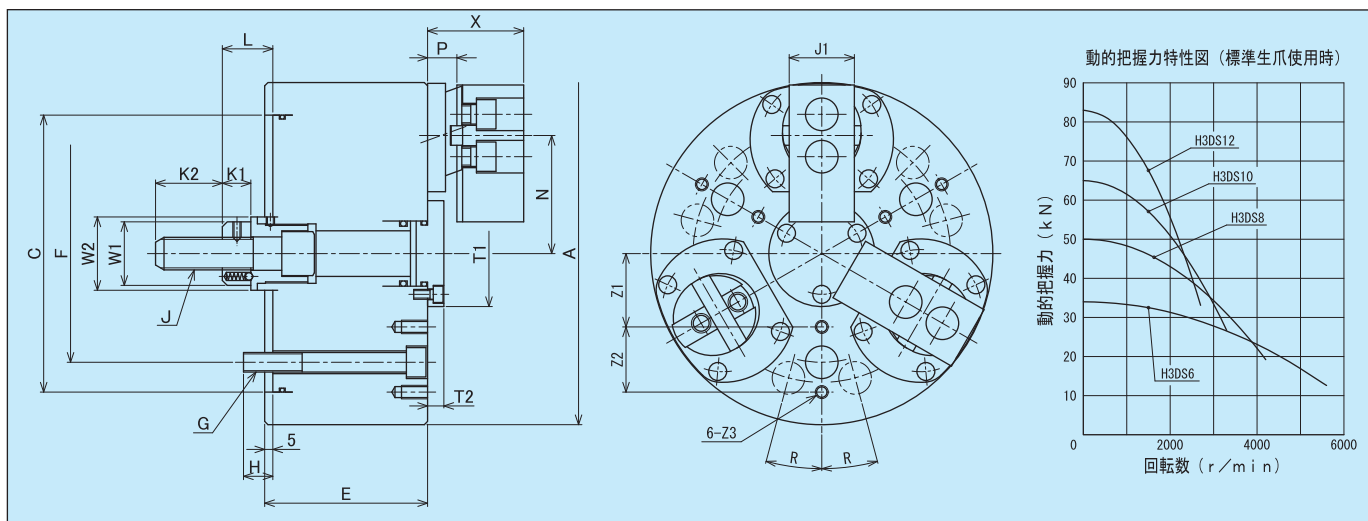 X
L
P
K2
K1
C
F
W2
W1
J
N
T1
A
T2
G
5
H
E
J1
Z1
Z2
6-Z3
R
R
動的把握力特性図(標準生爪使用時)
動的把握力(kN)
90
80
70
60
50
40
30
20
10
0
2000
4000
6000
回転数(r/min)
H3DS12
H3DS10
H3DS8
H3DS6